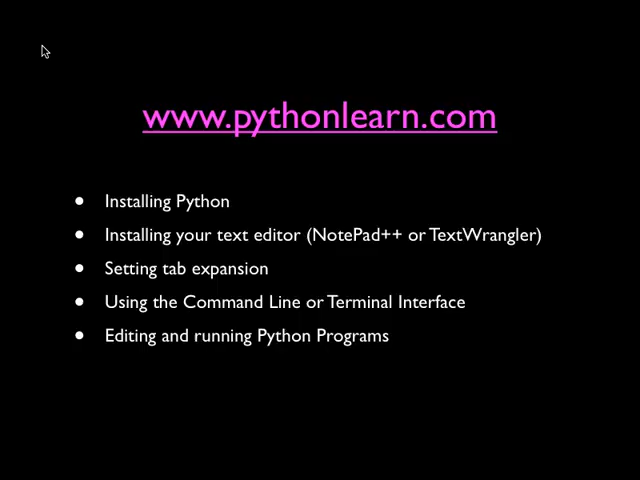 www.pythonlearn.com
• Installing Python
• Installing your text editor (NotePad++ or TextWrangler)
• Setting tab expansion
• Using the Command Line or Terminal Interface
• Editing and running Python Programs